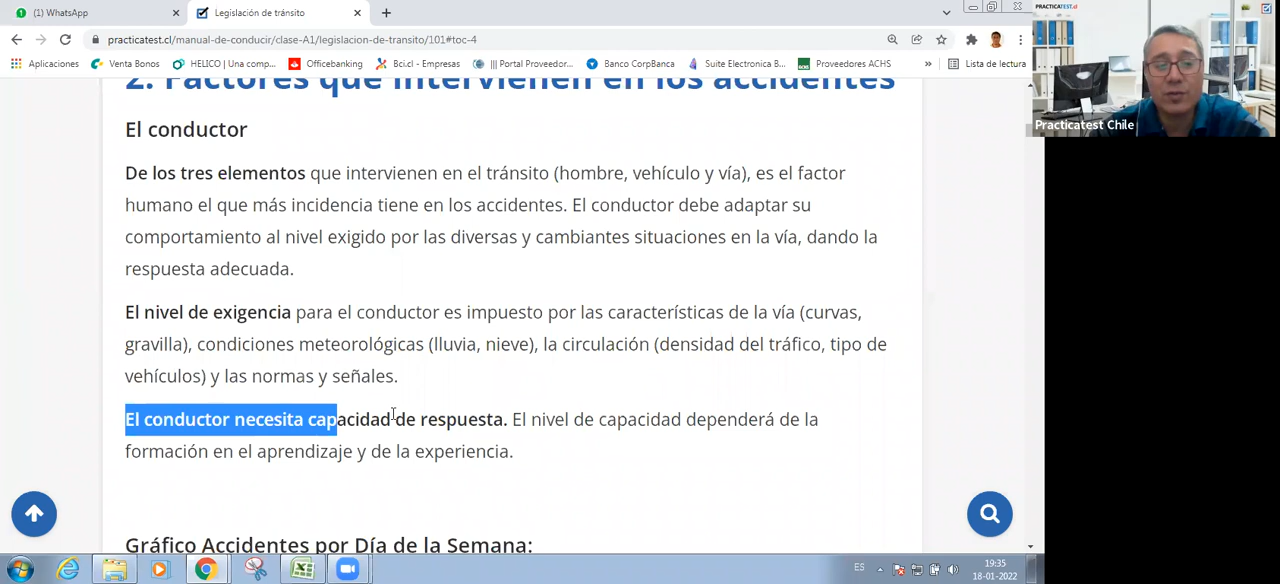 (1) WhatsApp
Legislación de tránsito
practicatest.cl/manual-de-conducir/clase-A1/legislacion-de-transito/101#toc-4
Aplicaciones
Venta Bonos
HELICO | Una comp...
Officebanking
Bci.cl - Empresas
||| Portal Proveedor...
Banco CorpBanca
Suite Electronica B...
Proveedores ACHS
»
Lista de lectura
PRACTICATEST.cl
Practicatest Chile
2. Factores que intervienen en los accidentes
El conductor
De los tres elementos que intervienen en el tránsito (hombre, vehículo y vía), es el factor
humano el que más incidencia tiene en los accidentes. El conductor debe adaptar su
comportamiento al nivel exigido por las diversas y cambiantes situaciones en la vía, dando la
respuesta adecuada.
El nivel de exigencia para el conductor es impuesto por las características de la vía (curvas,
gravilla), condiciones meteorológicas (lluvia, nieve), la circulación (densidad del tráfico, tipo de
vehículos) y las normas y señales.
El conductor necesita capacidad de respuesta. El nivel de capacidad dependerá de la
formación en el aprendizaje y de la experiencia.
Gráfico Accidentes por Día de la Semana:
ES
19:35
18-01-2022